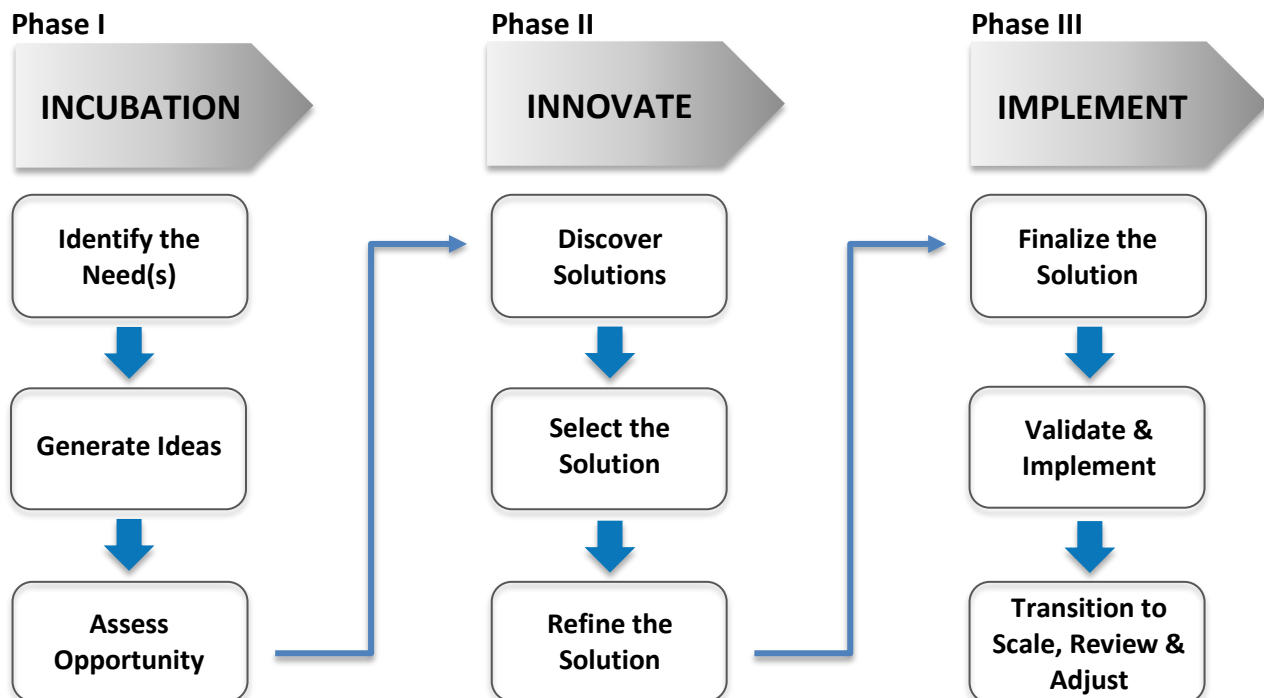 Phase I
INCUBATION
Identify the
Need(s)
Generate Ideas
Assess
Opportunity
Phase II
INNOVATE
Discover
Solutions
Select the
Solution
Refine the
Solution
Phase III
IMPLEMENT
Finalize the
Solution
Validate &
Implement
Transition to
Scale, Review &
Adjust